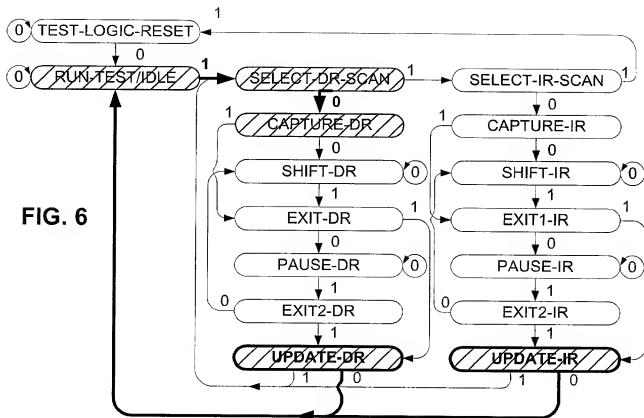 1
0 TEST-LOGIC-RESET
0
0 RUN-TEST/IDLE 1 SELECT-DR-SCAN 1 SELECT-IR-SCAN 1
0 0
1 CAPTURE-DR 1 CAPTURE-IR
0 0
SHIFT-DR 0 SHIFT-IR 0
1 1
FIG. 6
EXIT-DR 1 EXIT1-IR 1
0 0
PAUSE-DR 0 PAUSE-IR 0
1 1
0 EXIT2-DR 0 EXIT2-IR
1 1
UPDATE-DR UPDATE-IR
1 0 1 0